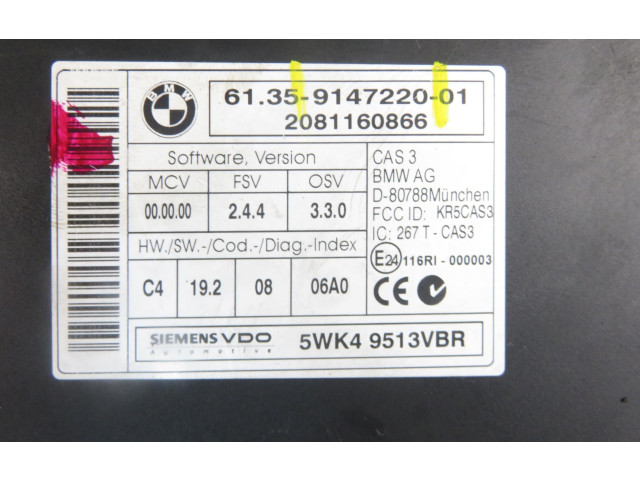 BMW
61.35-9147220-01
2081160866
Software, Version
MCV FSV OSV
00.00.00 2.4.4 3.3.0
HW./SW.-/Cod.-/Diag.-Index
C4 19.2 08 06A0
CAS 3
BMW AG
D-80788München
FCC ID: KR5CAS3
IC: 267 T - CAS3
E24 116RI - 000003
CE
SIEMENS VDO
Automotive
5WK4 9513VBR